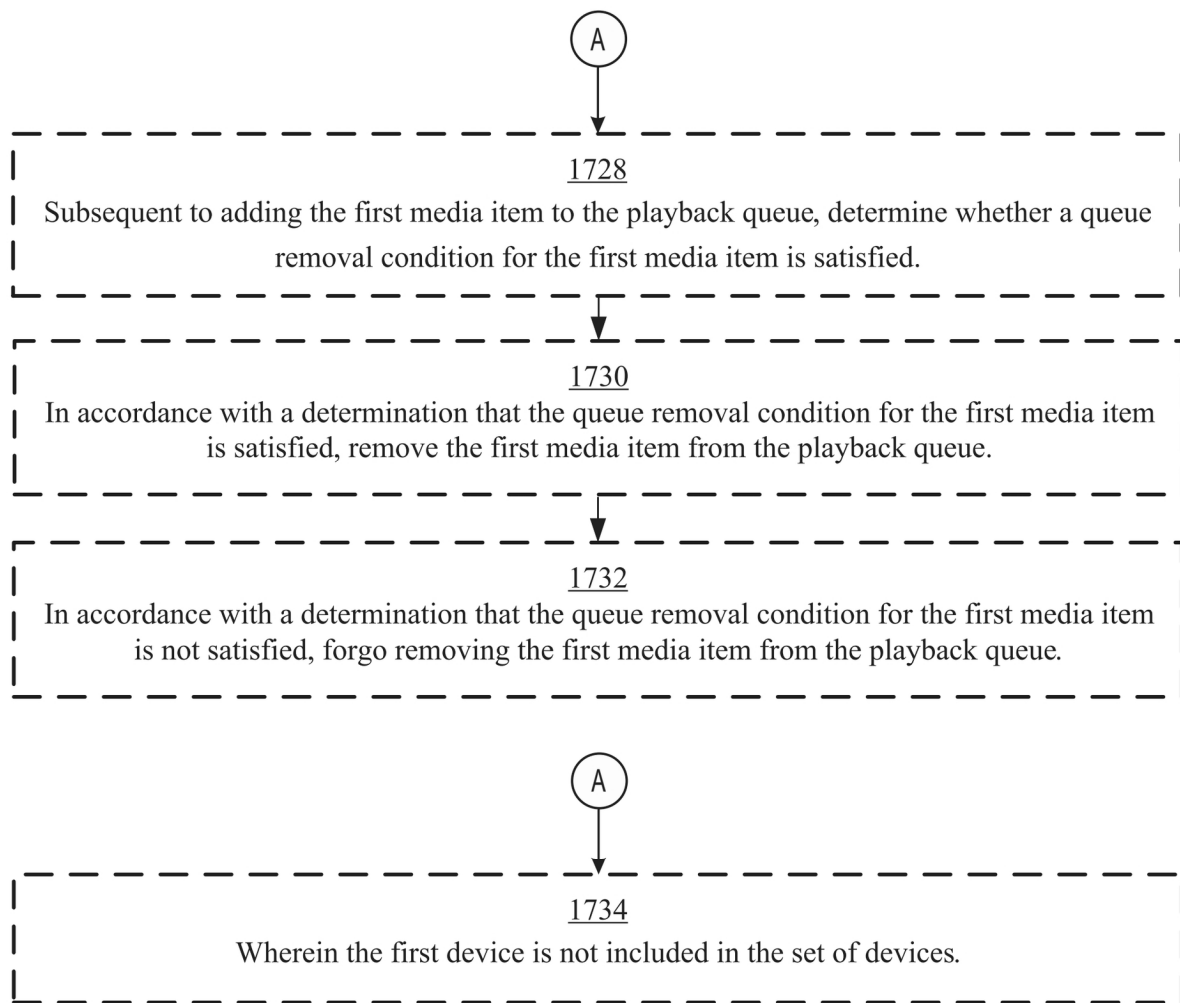 A
1728
Subsequent to adding the first media item to the playback queue, determine whether a queue
removal condition for the first media item is satisfied.
1730
In accordance with a determination that the queue removal condition for the first media item
is satisfied, remove the first media item from the playback queue.
1732
In accordance with a determination that the queue removal condition for the first media item
is not satisfied, forgo removing the first media item from the playback queue.
A
1734
Wherein the first device is not included in the set of devices.